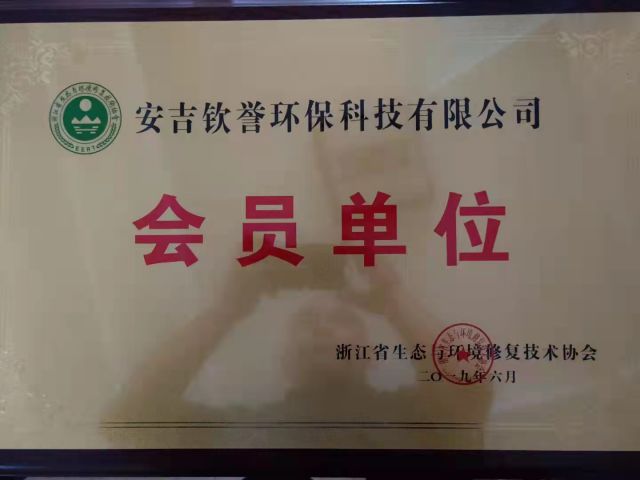 安吉钦誉环保科技有限公司
会员单位
浙江省生态与环境修复技术协会
二〇一九年六月
EERT